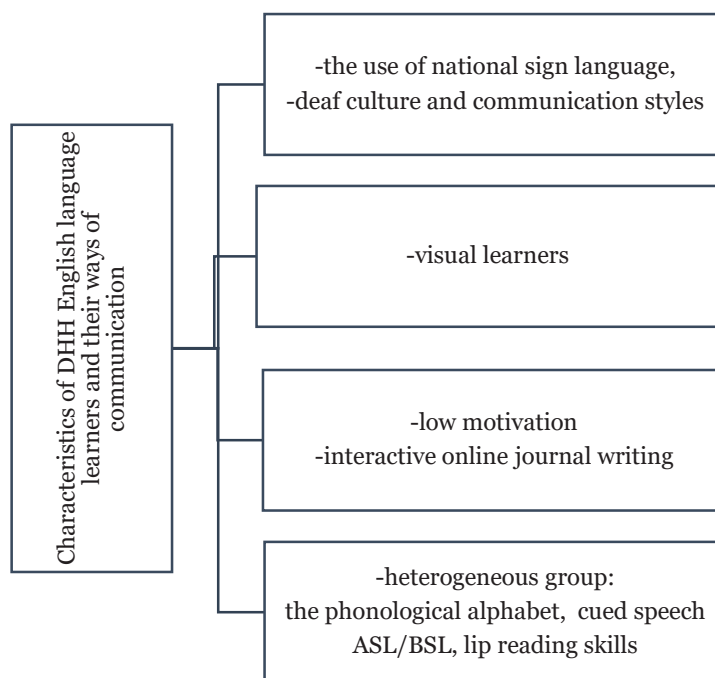 Characteristics of DHH English language
learners and their ways of
communication
-the use of national sign language,
-deaf culture and communication styles
-visual learners
-low motivation
-interactive online journal writing
-heterogeneous group:
the phonological alphabet,  cued speech
ASL/BSL, lip reading skills